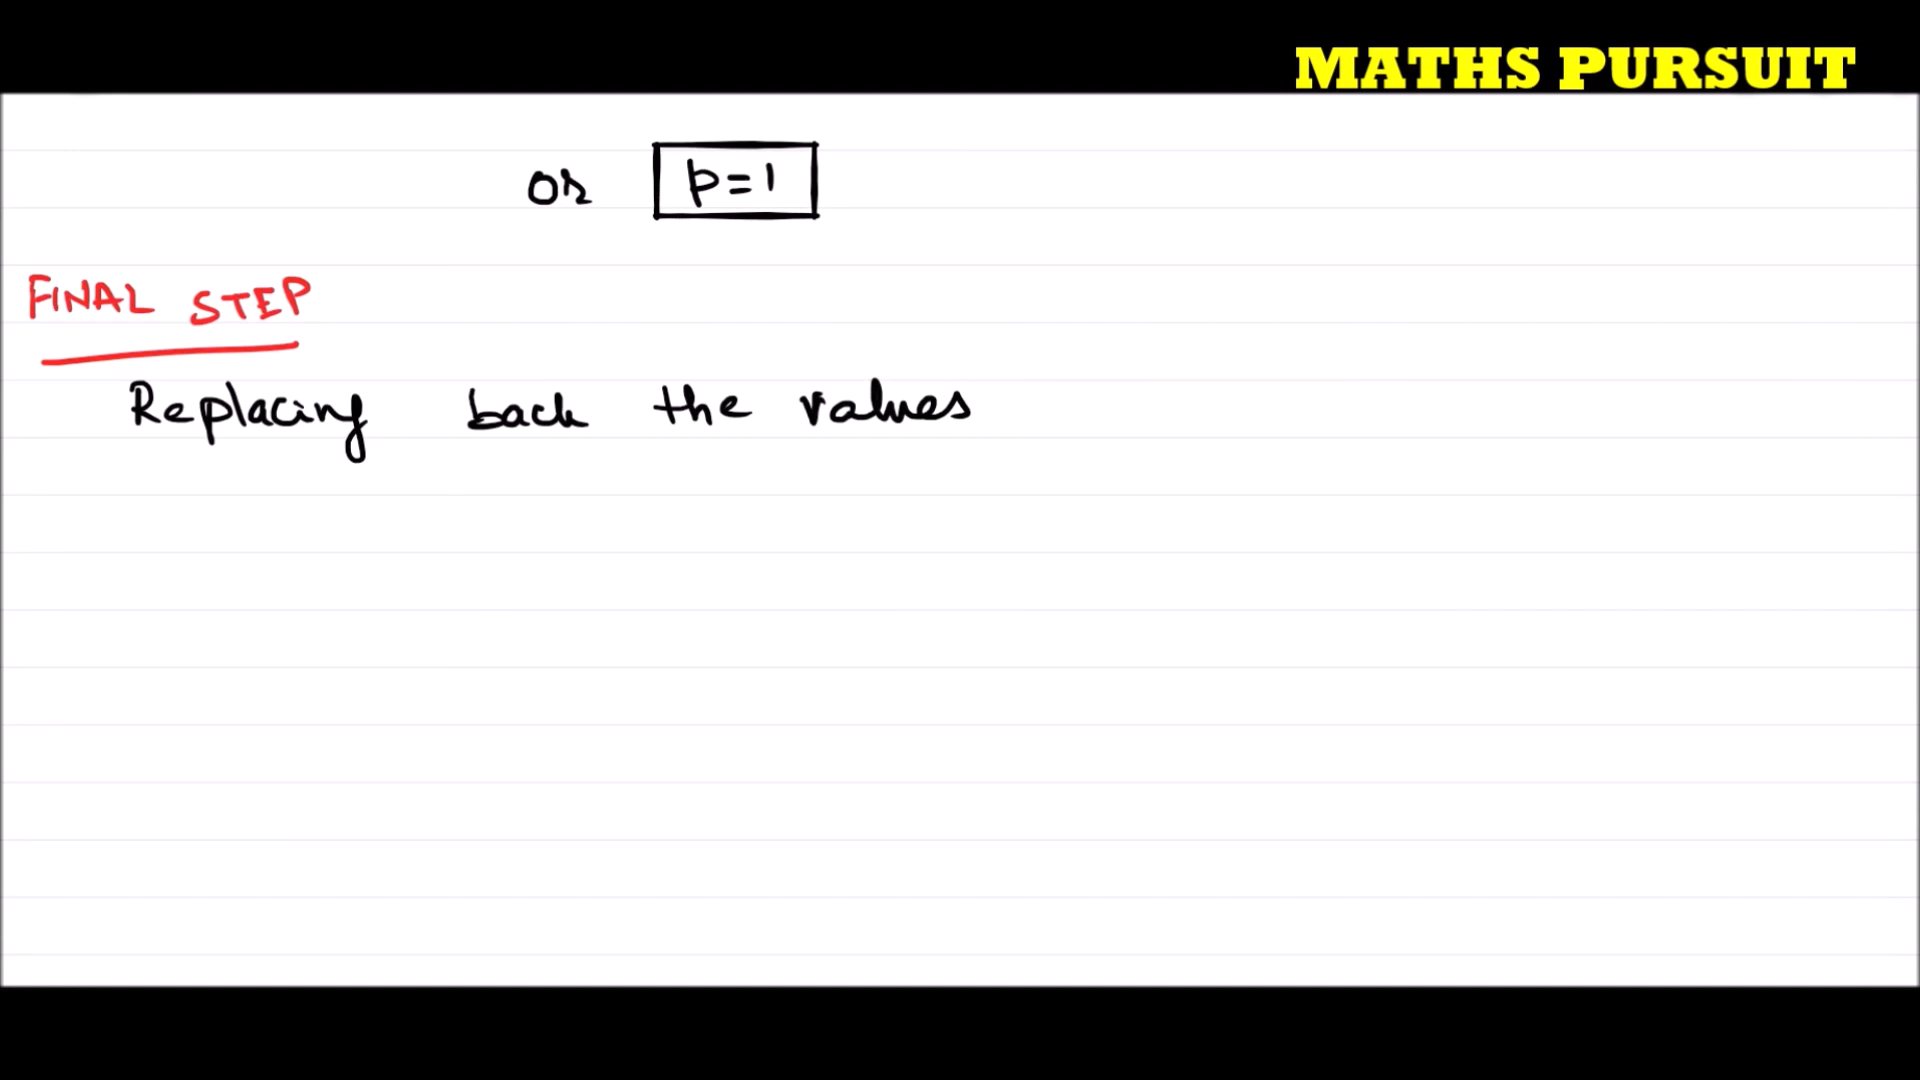 MATHS PURSUIT
or p=1
FINAL STEP
Replacing back the values